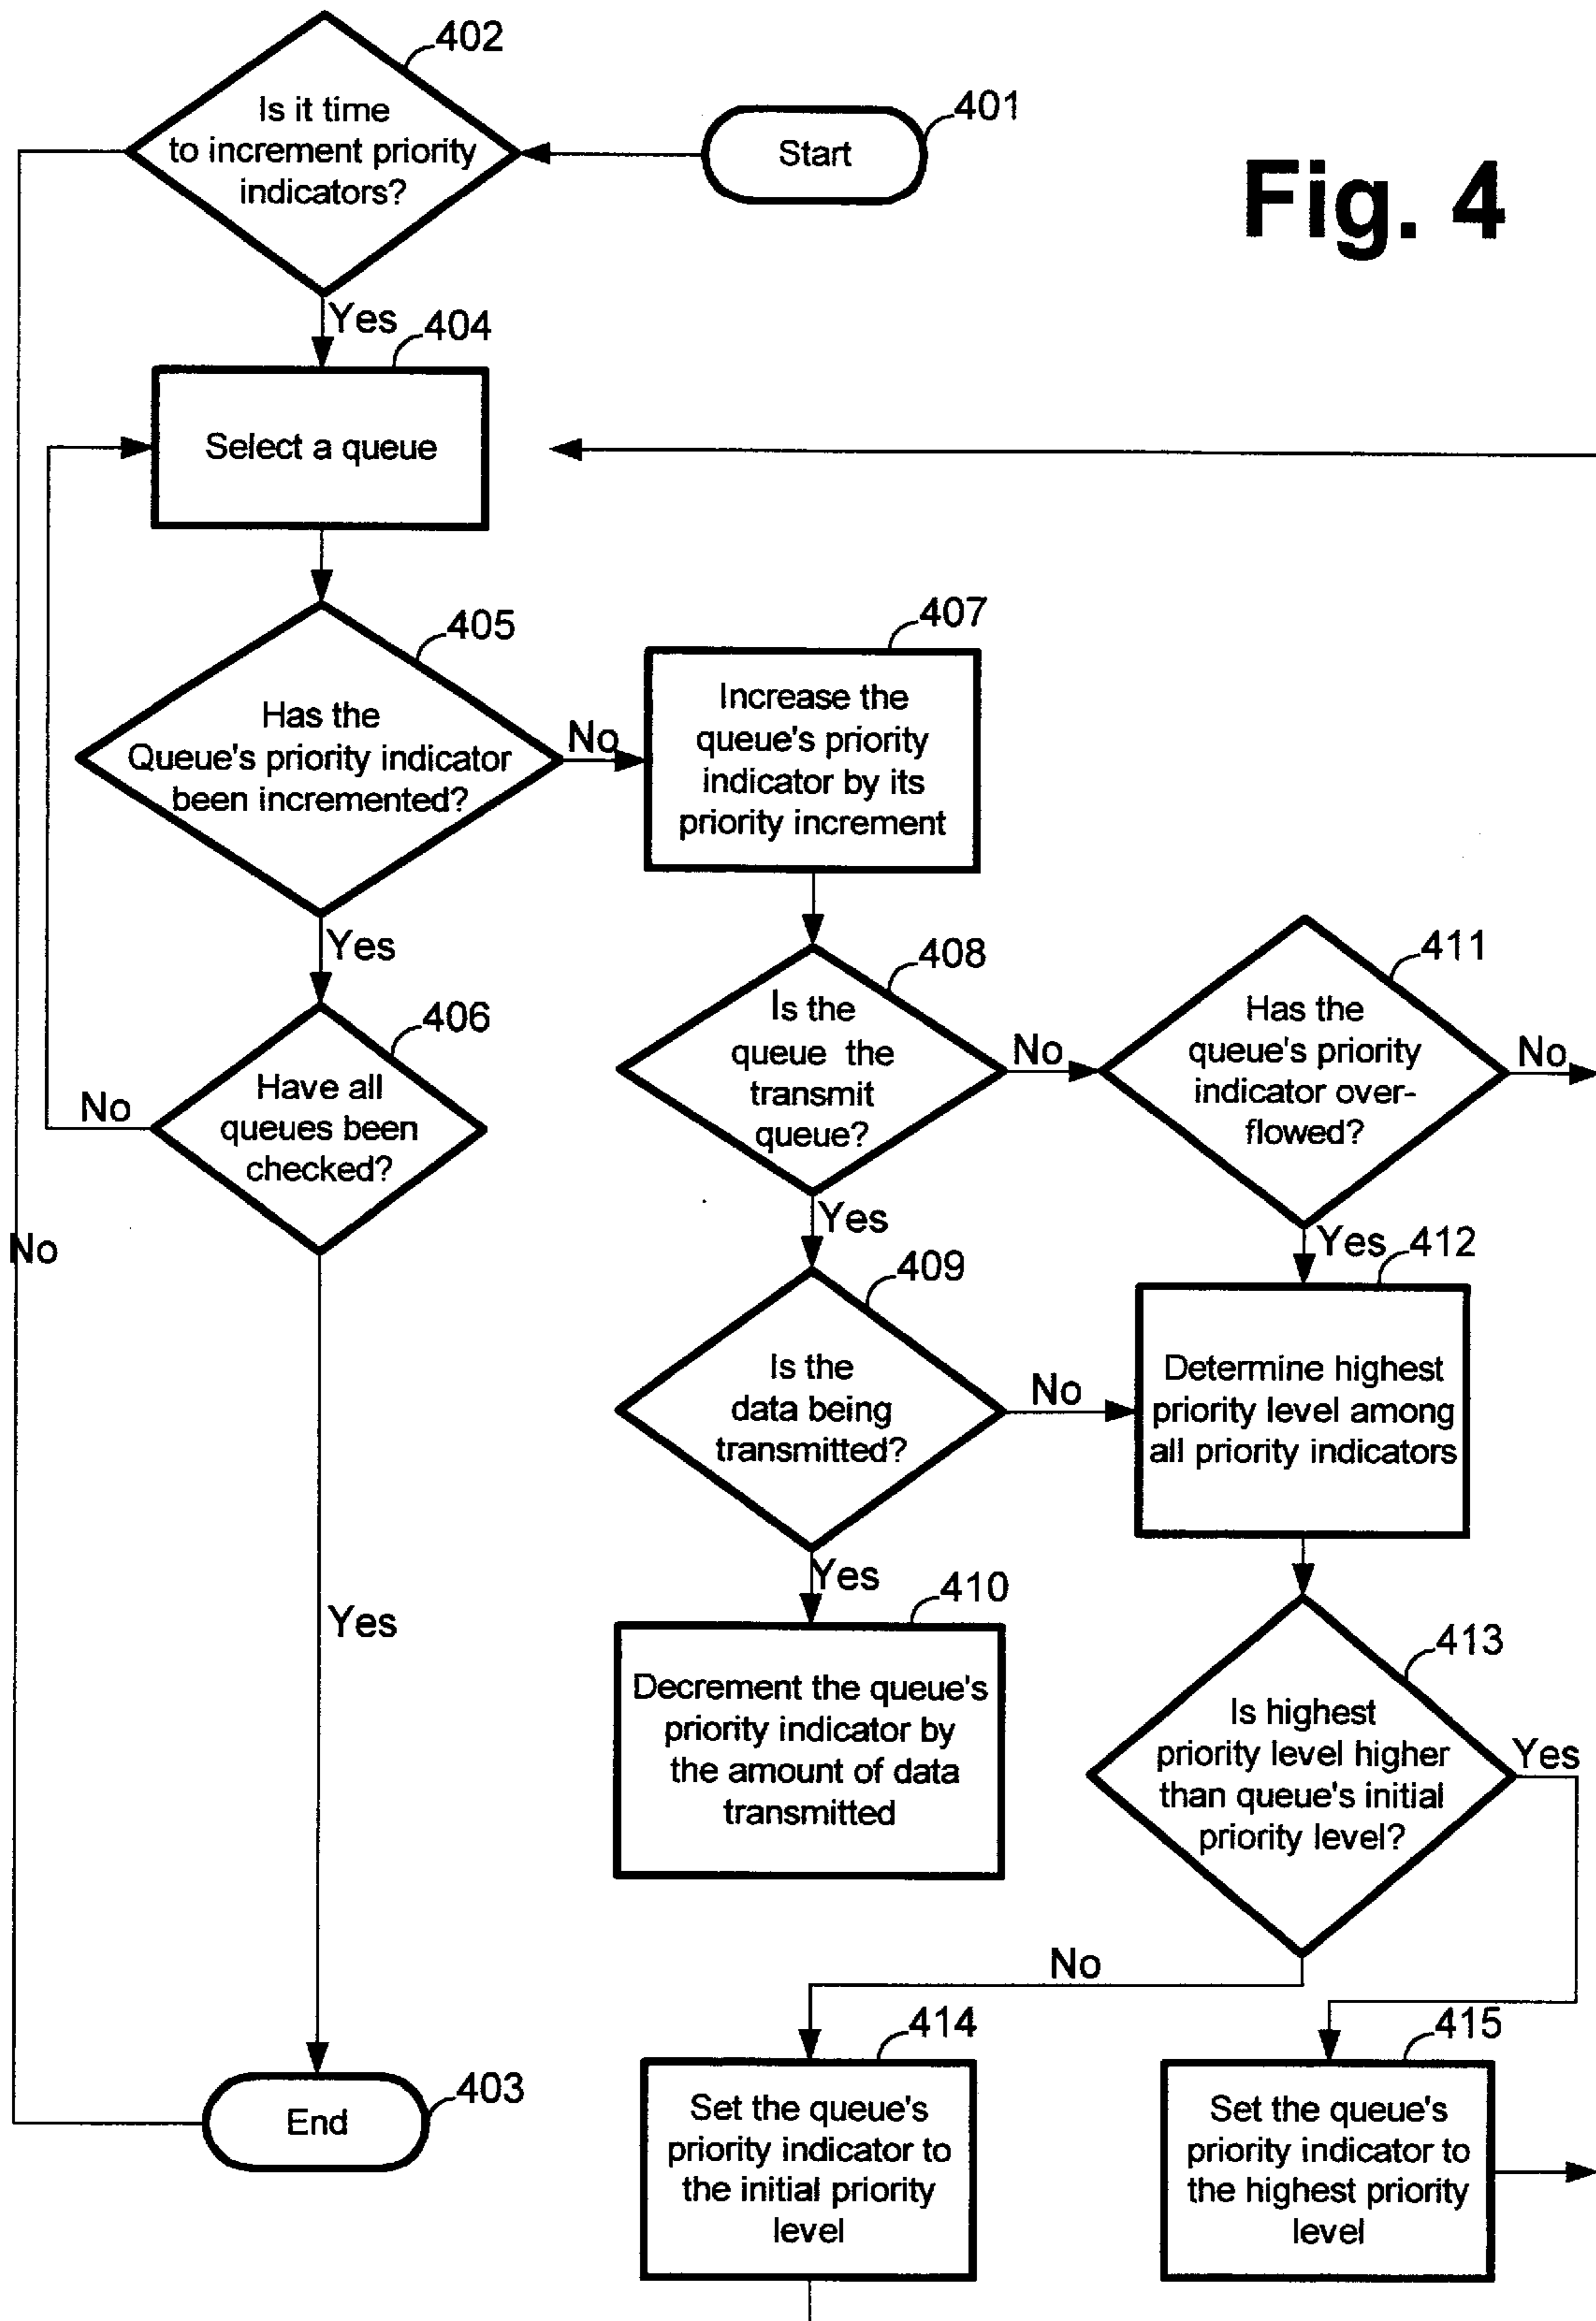 402
Is it time
to increment priority
indicators?
401
Start
Fig. 4
Yes
404
Select a queue
405
Has the
Queue's priority indicator
been incremented?
No
407
Increase the
queue's priority
indicator by its
priority increment
Yes
406
Have all
queues been
checked?
No
408
Is the
queue the
transmit
queue?
No
411
Has the
queue's priority
indicator over-
flowed?
No
Yes
Yes
412
No
409
Is the
data being
transmitted?
No
Determine highest
priority level among
all priority indicators
Yes
Yes
410
Decrement the queue's
priority indicator by
the amount of data
transmitted
413
Is highest
priority level higher
than queue's initial
priority level?
Yes
No
403
End
414
Set the queue's
priority indicator to
the initial priority
level
415
Set the queue's
priority indicator to
the highest priority
level